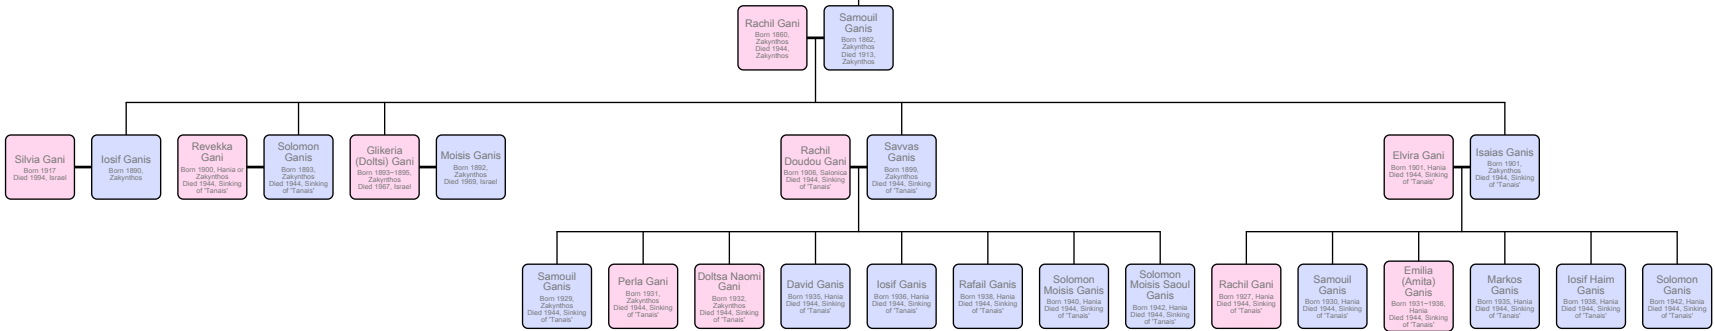 Rachil Gani
Born 1860,
Zakynthos
Died 1944,
Zakynthos
Samouil
Ganis
Born 1862,
Zakynthos
Died 1913,
Zakynthos
Silvia Gani
Born 1917
Died 1994, Israel
Iosif Ganis
Born 1890,
Zakynthos
Revekka
Gani
Born 1900, Hania or
Zakynthos
Died 1944, Sinking
of 'Tanais'
Solomon
Ganis
Born 1893,
Zakynthos
Died 1944, Sinking
of 'Tanais'
Glikeria
(Doltsi) Gani
Born 1893~1895,
Zakynthos
Died 1967, Israel
Moisis Ganis
Born 1892,
Zakynthos
Died 1969, Israel
Rachil
Doudou Gani
Born 1906, Salonica
Died 1944, Sinking
of 'Tanais'
Savvas
Ganis
Born 1899,
Zakynthos
Died 1944, Sinking
of 'Tanais'
Elvira Gani
Born 1901, Hania
Died 1944, Sinking
of 'Tanais'
Isaias Ganis
Born 1901,
Zakynthos
Died 1944, Sinking
of 'Tanais'
Samouil
Ganis
Born 1929,
Zakynthos
Died 1944, Sinking
of 'Tanais'
Perla Gani
Born 1931,
Zakynthos
Died 1944, Sinking
of 'Tanais'
Doltsa Naomi
Gani
Born 1932,
Zakynthos
Died 1944, Sinking
of 'Tanais'
David Ganis
Born 1935, Hania
Died 1944, Sinking
of 'Tanais'
Iosif Ganis
Born 1936, Hania
Died 1944, Sinking
of 'Tanais'
Rafail Ganis
Born 1938, Hania
Died 1944, Sinking
of 'Tanais'
Solomon
Moisis Ganis
Born 1940, Hania
Died 1944, Sinking
of 'Tanais'
Solomon
Moisis Saoul
Ganis
Born 1942, Hania
Died 1944, Sinking
of 'Tanais'
Rachil Gani
Born 1927, Hania
Died 1944, Sinking
of 'Tanais'
Samouil
Ganis
Born 1930, Hania
Died 1944, Sinking
of 'Tanais'
Emilia
(Amita)
Ganis
Born 1931~1936,
Hania
Died 1944, Sinking
of 'Tanais'
Markos
Ganis
Born 1935, Hania
Died 1944, Sinking
of 'Tanais'
Iosif Haim
Ganis
Born 1938, Hania
Died 1944, Sinking
of 'Tanais'
Solomon
Ganis
Born 1942, Hania
Died 1944, Sinking
of 'Tanais'